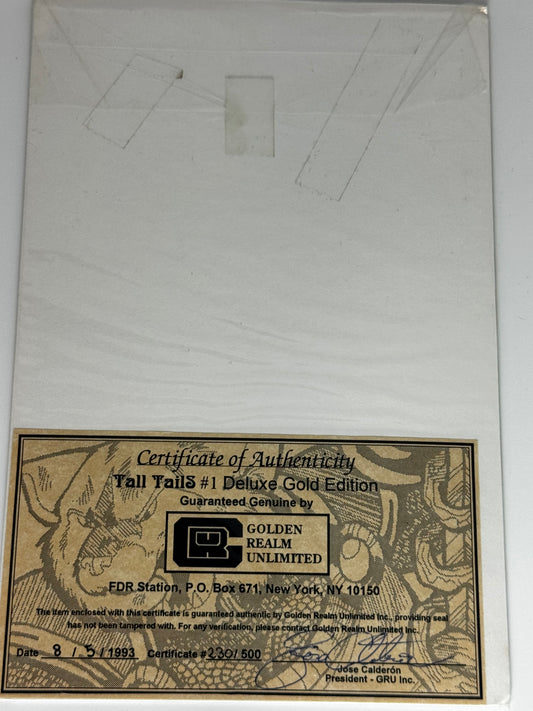 Certificate of Authenticity
Tall Tails #1 Deluxe Gold Edition
Guaranteed Genuine by
GOLDEN
REALM
UNLIMITED
FDR Station, P.O. Box 671, New York, NY 10150
The item enclosed with this certificate is guaranteed authentic by Golden Realm Unlimited Inc., providing seal
has not been tampered with. For any verification, please contact Golden Realm Unlimited Inc.
Date 8 / 5 / 1993 Certificate #230/500
Jose Calderón
President - GRU Inc.